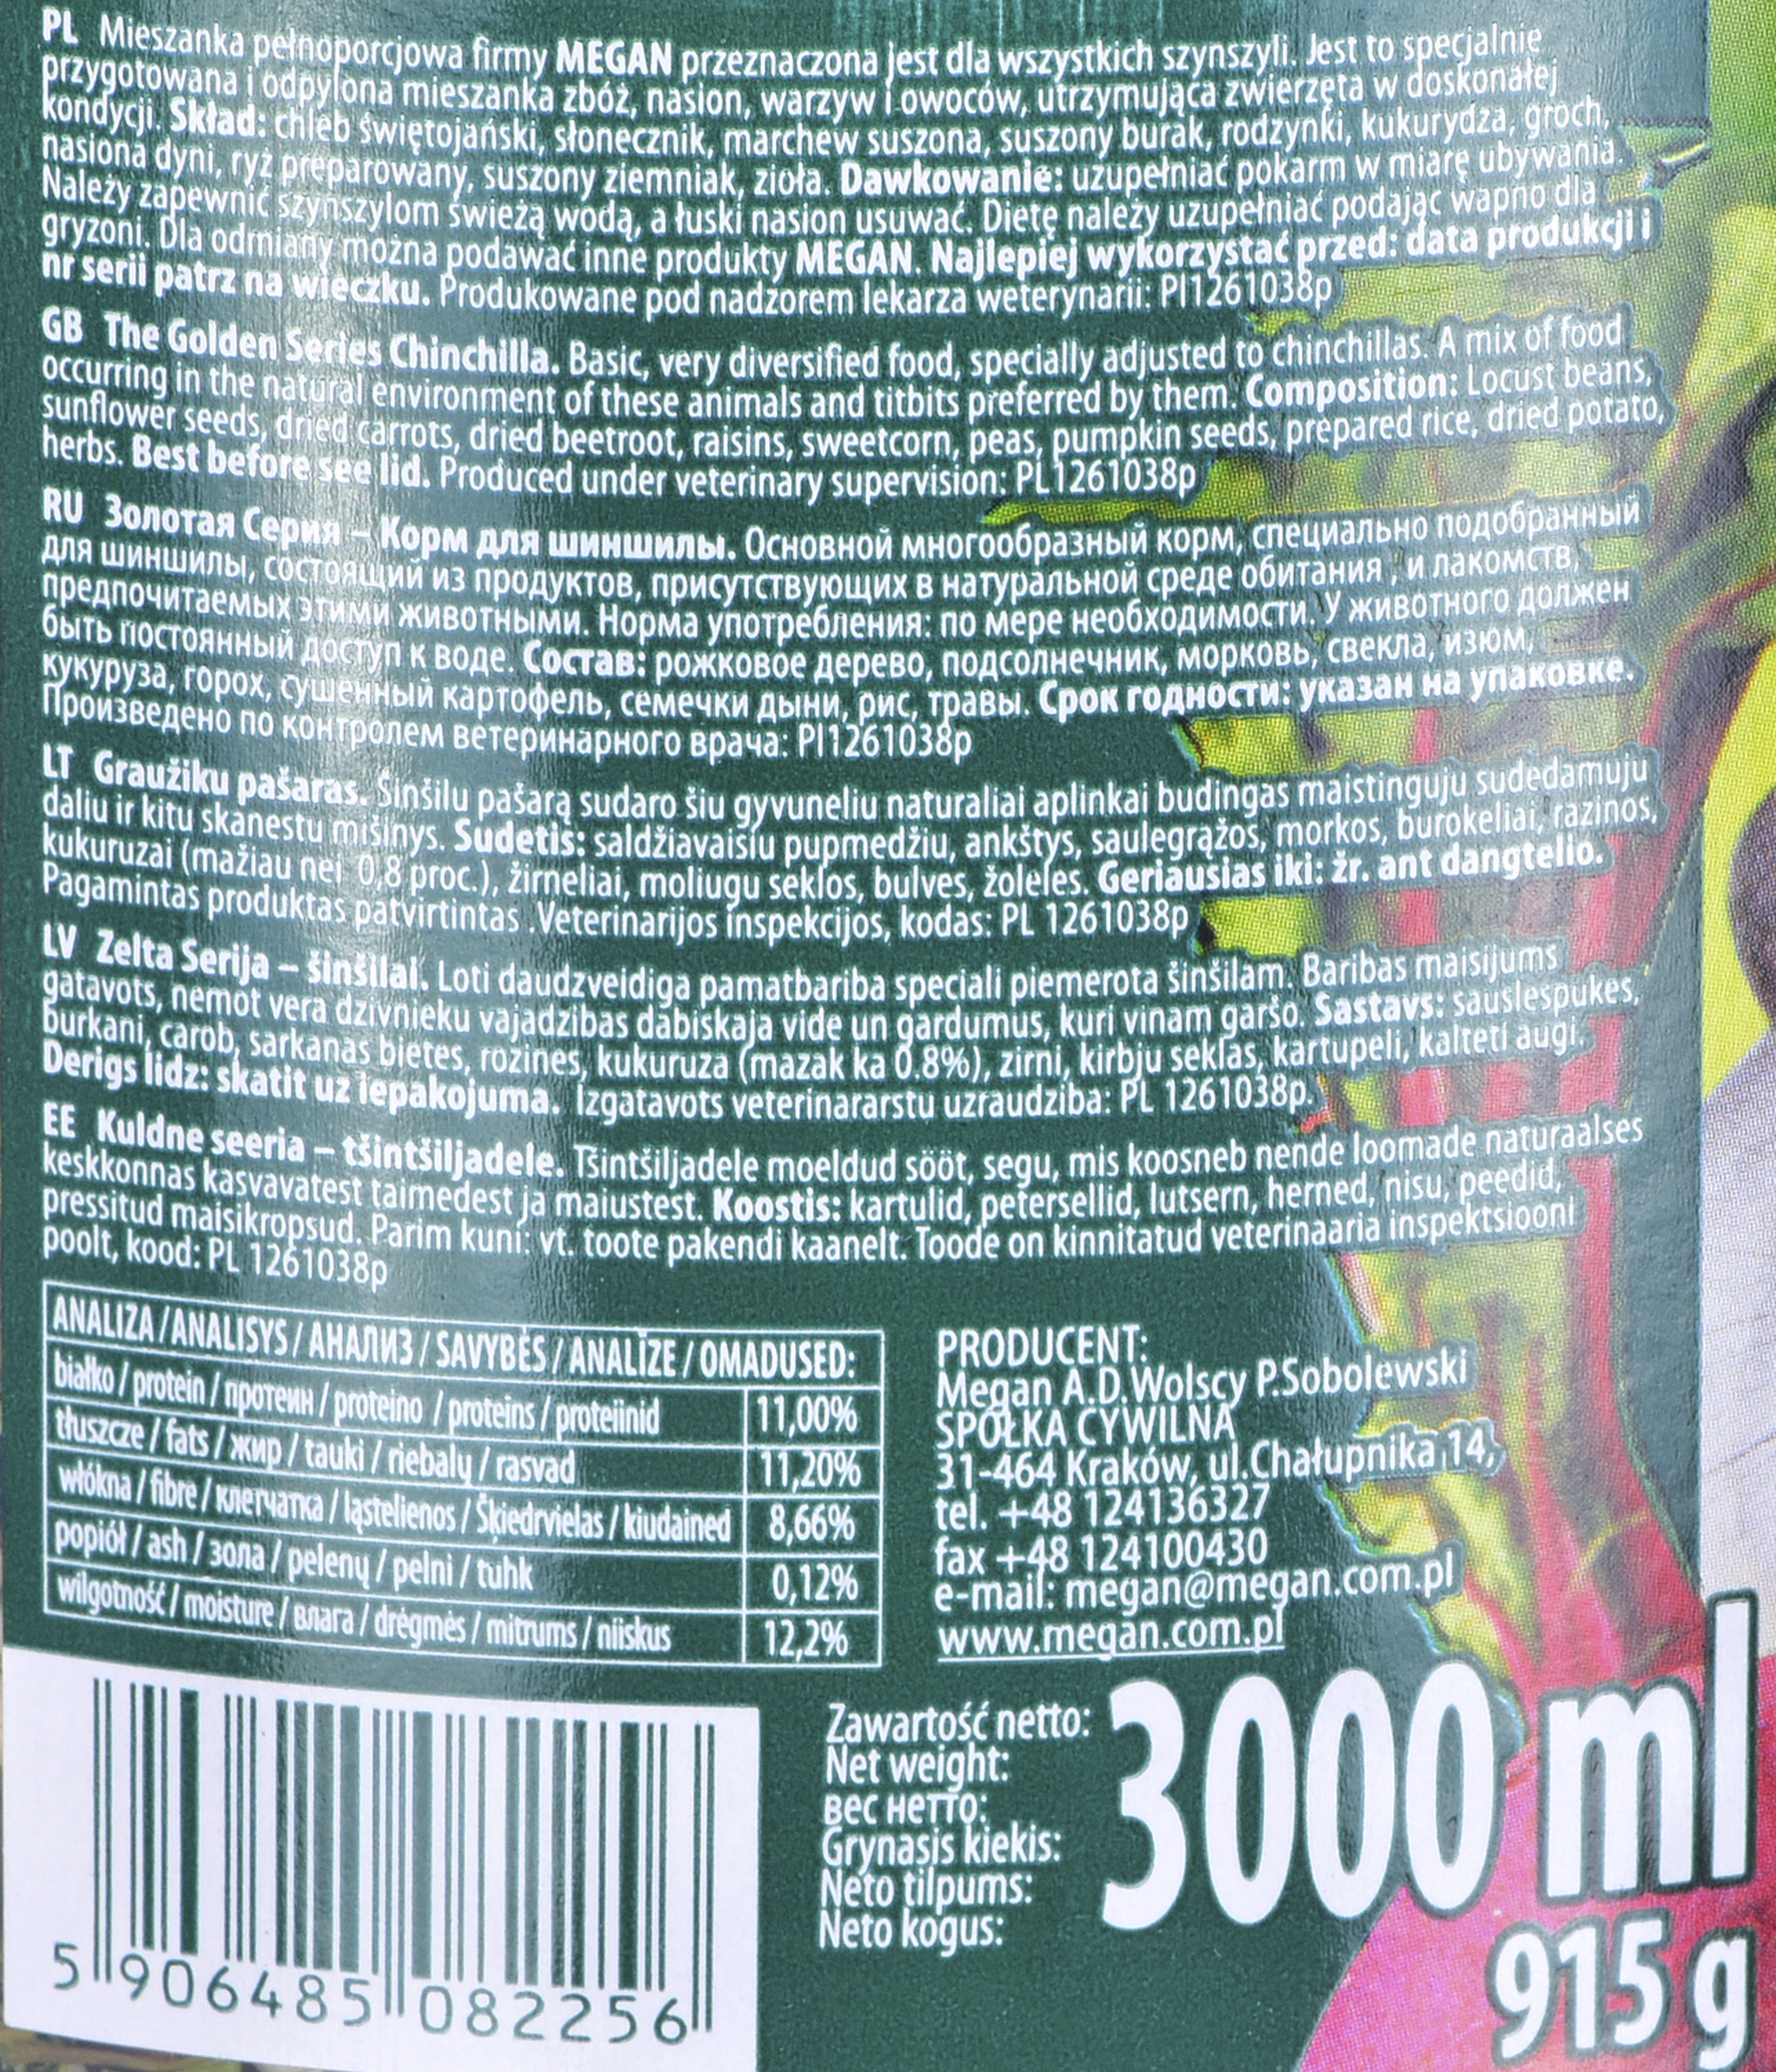 PL Mieszanka pełnoporcjowa firmy MEGAN przeznaczona jest dla wszystkich szynszyli. Jest to specjalnie
przygotowana i odpylona mieszanka zbóż, nasion, warzyw i owoców, utrzymująca zwierzęta w doskonałej
kondycji. Skład: chleb świętojański, słonecznik, marchew suszona, suszony burak, rodzynki, kukurydza, groch,
nasiona dyni, ryż preparowany, suszony ziemniak, zioła. Dawkowanie: uzupełniać pokarm w miarę ubywania.
Należy zapewnić szynszylom świeżą wodą, a łuski nasion usuwać. Dietę należy uzupełniać podając wapno dla
gryzoni. Dla odmiany można podawać inne produkty MEGAN. Najlepiej wykorzystać przed: data produkcji i
nr serii patrz na wieczku. Produkowane pod nadzorem lekarza weterynarii: Pl1261038p
GB The Golden Series Chinchilla. Basic, very diversified food, specially adjusted to chinchillas. A mix of food
occurring in the natural environment of these animals and titbits preferred by them. Composition: Locust beans,
sunflower seeds, dried carrots, dried beetroot, raisins, sweetcorn, peas, pumpkin seeds, prepared rice, dried potato,
herbs. Best before see lid. Produced under veterinary supervision: PL1261038p
RU Золотая Серия – Корм для шиншилы. Основной многообразный корм, специально подобранный
для шиншилы, состоящий из продуктов, присутствующих в натуральной среде обитания , и лакомств,
предпочитаемых этими животными. Норма употребления: по мере необходимости. У животного должен
быть постоянный доступ к воде. Состав: рожковое дерево, подсолнечник, морковь, свекла, изюм,
кукуруза, горох, сушенный картофель, семечки дыни, рис, травы. Срок годности: указан на упаковке.
Произведено по контролем ветеринарного врача: Pl1261038p
LT Graužiku pašaras. Šinšilu pašarą sudaro šiu gyvuneliu naturaliai aplinkai budingas maistinguju sudedamuju
daliu ir kitu skanestu mišinys. Sudetis: saldžiavaisiu pupmedžiu, ankštys, saulegrąžos, morkos, burokeliai, razinos,
kukuruzai (mažiau nei 0,8 proc.), žirneliai, moliugu seklos, bulves, žoleles. Geriausias iki: žr. ant dangtelio.
Pagamintas produktas patvirtintas .Veterinarijos inspekcijos, kodas: PL 1261038p
LV Zelta Serija – šinšilai. Loti daudzveidiga pamatbariba speciali piemerota šinšilam. Baribas maisijums
gatavots, nemot vera dzivnieku vajadzibas dabiskaja vide un gardumus, kuri vinam garšo. Sastavs: sauslespukes,
burkani, carob, sarkanas bietes, rozines, kukuruza (mazak ka 0.8%), zirni, kirbju seklas, kartupeli, kalteti augi.
Derigs lidz: skatit uz iepakojuma. Izgatavots veterinararstu uzraudziba: PL 1261038p.
EE Kuldne seeria – tšintšiljadele. Tšintšiljadele moeldud sööt, segu, mis koosneb nende loomade naturaalses
keskkonnas kasvavatest taimedest ja maiustest. Koostis: kartulid, petersellid, lutsern, herned, nisu, peedid,
pressitud maisikropsud. Parim kuni: vt. toote pakendi kaanelt. Toode on kinnitatud veterinaaria inspektsiooni
poolt, kood: PL 1261038p
ANALIZA / ANALISYS / АНАЛИЗ / SAVYBĖS / ANALĪZE / OMADUSED:
białko / protein / протеин / proteino / proteins / proteiinid 11,00%
tłuszcze / fats / жир / tauki / riebalų / rasvad 11,20%
włókna / fibre / клетчатка / ląstelienos / Šķiedrvielas / kiudained 8,66%
popiół / ash / зола / pelenų / pelni / tuhk 0,12%
wilgotność / moisture / влага / drėgmės / mitrums / niiskus 12,2%
PRODUCENT:
Megan A.D.Wolscy P.Sobolewski
SPÓŁKA CYWILNA
31-464 Kraków, ul.Chałupnika 14,
tel. +48 124136327
fax +48 124100430
e-mail: megan@megan.com.pl
www.megan.com.pl
Zawartość netto:
Net weight:
вес нетто:
Grynasis kiekis:
Neto tilpums:
Neto kogus:
3000 ml
915 g
5 906485 082256